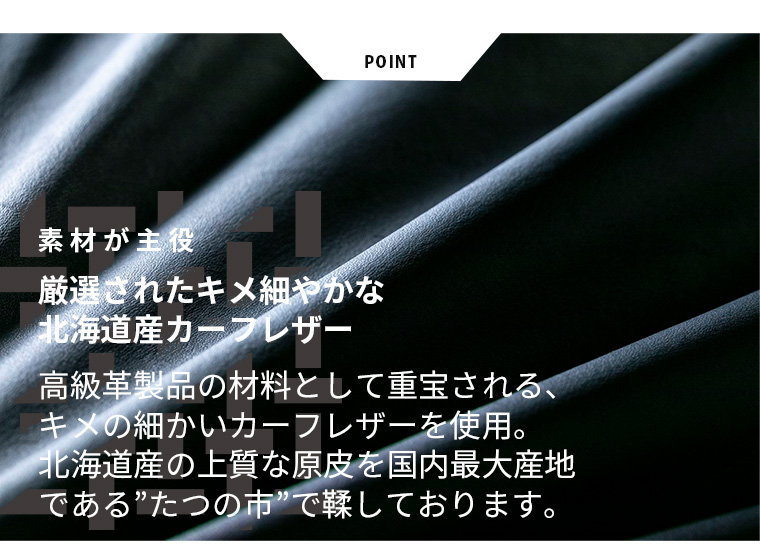 POINT
素材が主役
厳選されたキメ細やかな
北海道産カーフレザー
高級革製品の材料として重宝される、
キメの細かいカーフレザーを使用。
北海道産の上質な原皮を国内最大産地
である”たつの市”で鞣しております。